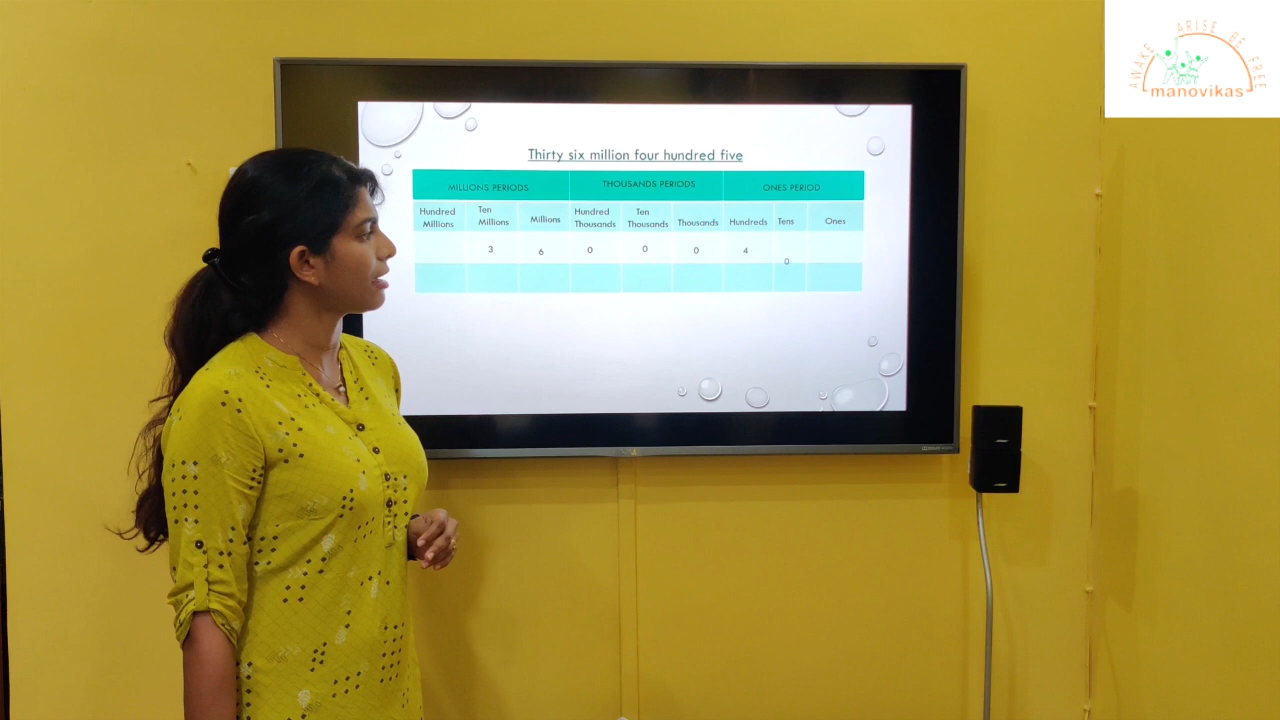 AWAKE ARISE BE FREE
manovikas
Thirty six million four hundred five
MILLIONS PERIODS THOUSANDS PERIODS ONES PERIOD
Hundred Millions Ten Millions Millions Hundred Thousands Ten Thousands Thousands Hundreds Tens Ones
3 6 0 0 0 4 0